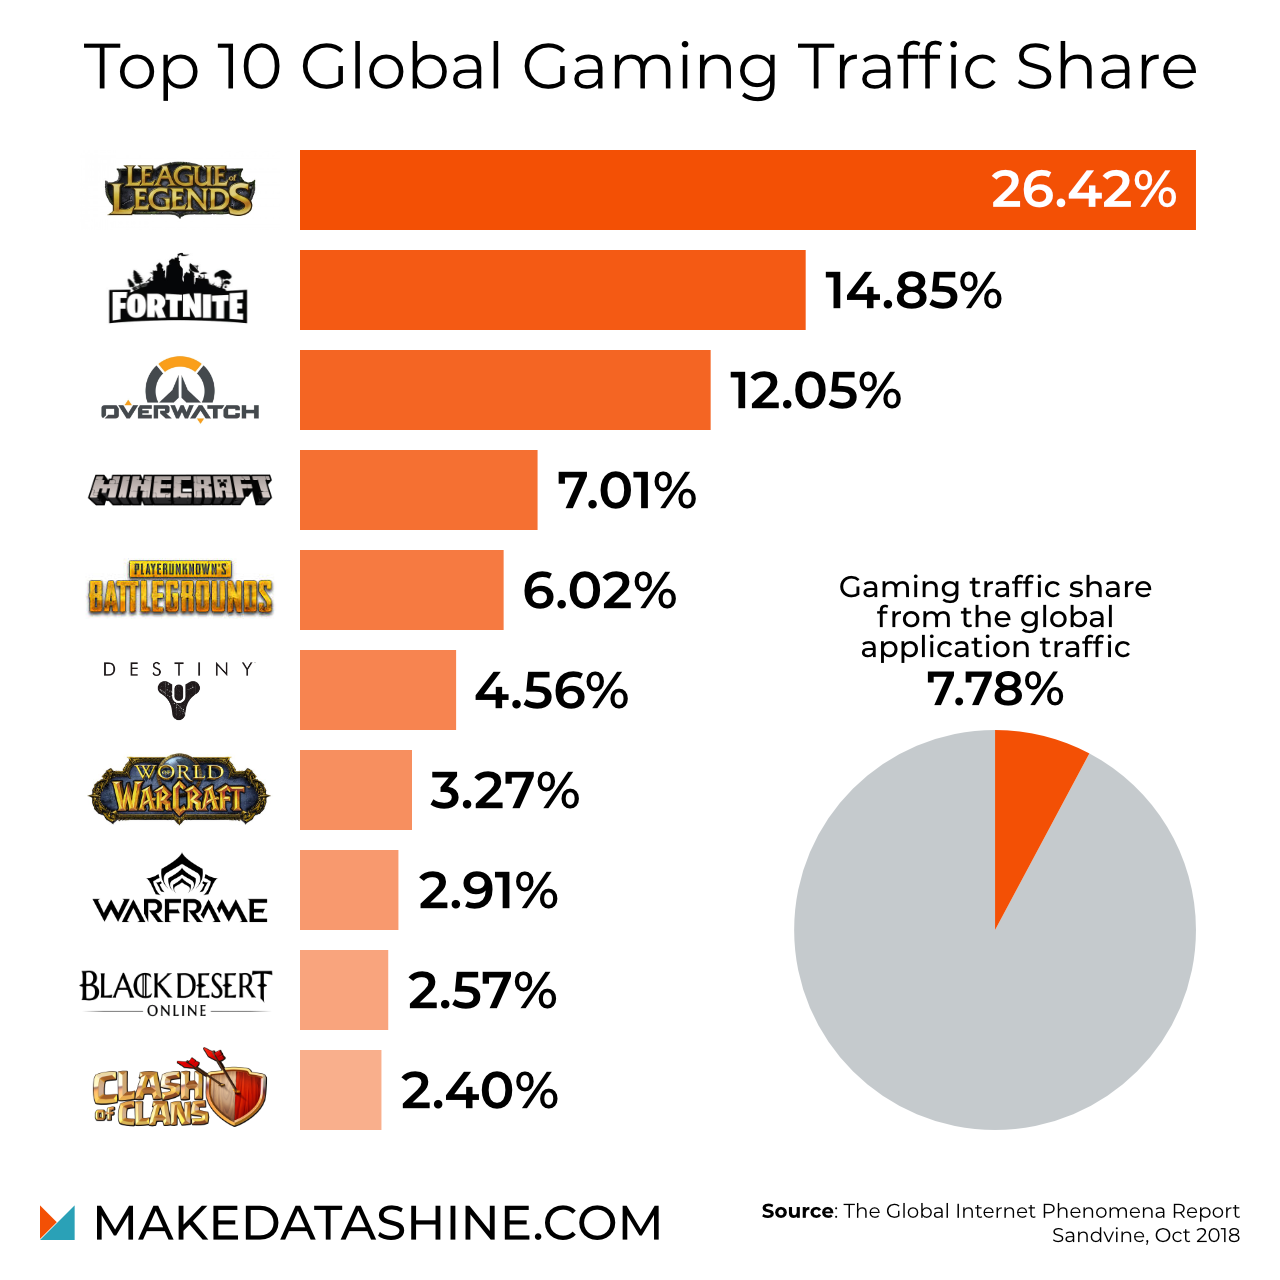 Top 10 Global Gaming Traffic Share
LEAGUE of
LEGENDS
26.42%
FORTNITE
14.85%
OVERWATCH
12.05%
MINECRAFT
7.01%
PLAYERUNKNOWN'S
BATTLEGROUNDS
6.02%
DESTINY
4.56%
WORLD
OF
WARCRAFT
3.27%
WARFRAME
2.91%
BLACK DESERT
ONLINE
2.57%
CLASH
OF CLANS
2.40%
Gaming traffic share
from the global
application traffic
7.78%
MAKEDATASHINE.COM
Source: The Global Internet Phenomena Report
Sandvine, Oct 2018